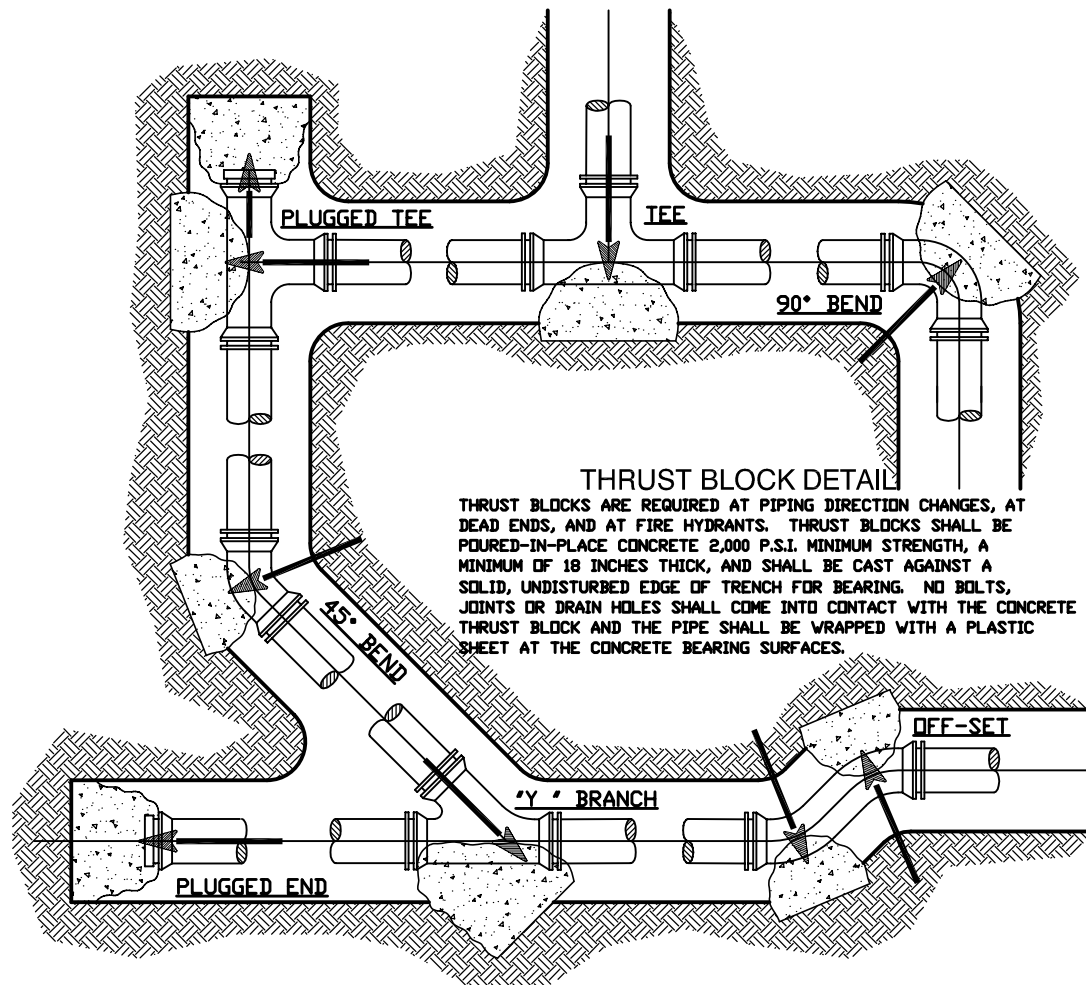 PLUGGED TEE
TEE
90° BEND
THRUST BLOCK DETAIL
THRUST BLOCKS ARE REQUIRED AT PIPING DIRECTION CHANGES, AT
DEAD ENDS, AND AT FIRE HYDRANTS. THRUST BLOCKS SHALL BE
POURED-IN-PLACE CONCRETE 2,000 P.S.I. MINIMUM STRENGTH, A
MINIMUM OF 18 INCHES THICK, AND SHALL BE CAST AGAINST A
SOLID, UNDISTURBED EDGE OF TRENCH FOR BEARING. NO BOLTS,
JOINTS OR DRAIN HOLES SHALL COME INTO CONTACT WITH THE CONCRETE
THRUST BLOCK AND THE PIPE SHALL BE WRAPPED WITH A PLASTIC
SHEET AT THE CONCRETE BEARING SURFACES.
45° BEND
OFF-SET
"Y " BRANCH
PLUGGED END